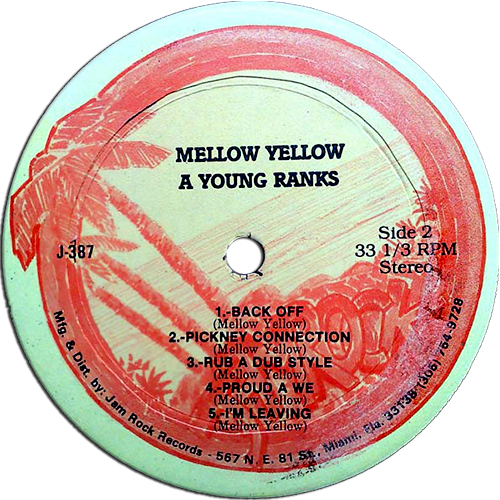 MELLOW YELLOW
A YOUNG RANKS
J-387
Side 2
33 1/3 RPM
Stereo
1.-BACK OFF
(Mellow Yellow)
2.-PICKNEY CONNECTION
(Mellow Yellow)
3.-RUB A DUB STYLE
(Mellow Yellow)
4.-PROUD A WE
(Mellow Yellow)
5.-I'M LEAVING
(Mellow Yellow)
Mfg. & Dist. by: Jam Rock Records - 567 N. E. 81 St., Miami, Fla. 33138 (305) 754-9728